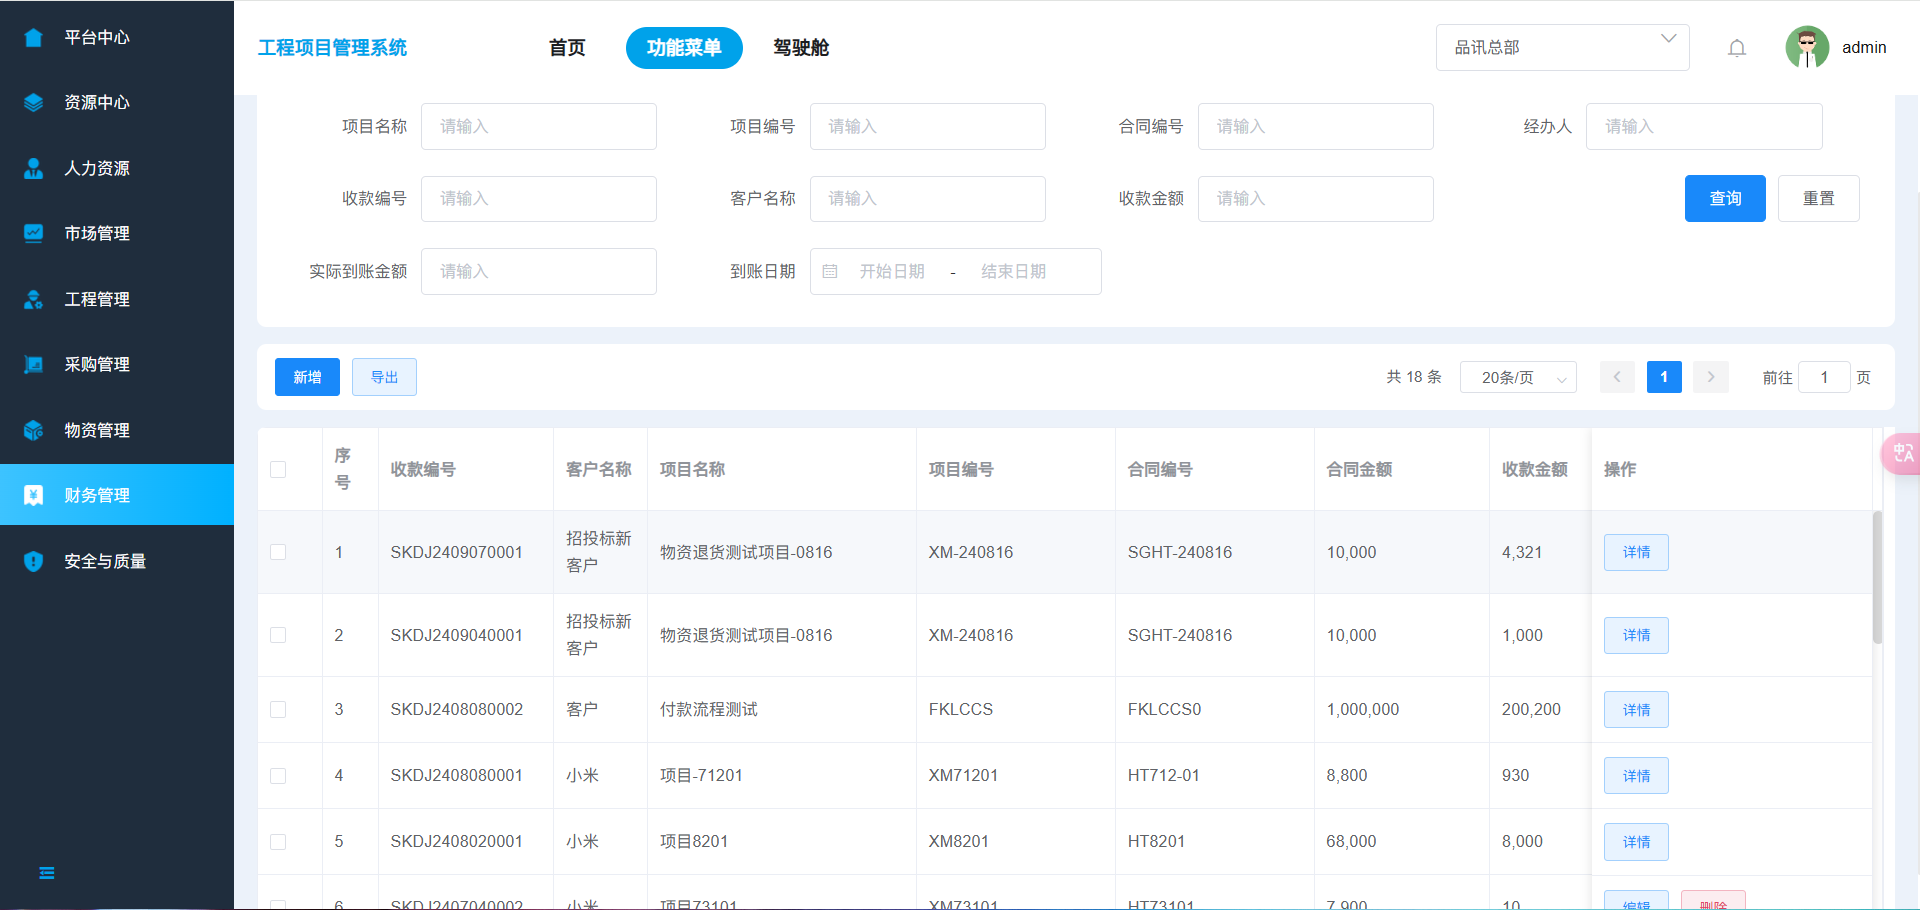 平台中心
资源中心
人力资源
市场管理
工程管理
采购管理
物资管理
财务管理
安全与质量
工程项目管理系统 首页 功能菜单 驾驶舱 品讯总部 admin
项目名称 请输入 项目编号 请输入 合同编号 请输入 经办人 请输入
收款编号 请输入 客户名称 请输入 收款金额 请输入 查询 重置
实际到账金额 请输入 到账日期 开始日期 - 结束日期
新增 导出 共 18 条 20条/页 1 前往 1 页
序号 收款编号 客户名称 项目名称 项目编号 合同编号 合同金额 收款金额 操作
1 SKDJ2409070001 招投标新客户 物资退货测试项目-0816 XM-240816 SGHT-240816 10,000 4,321 详情
2 SKDJ2409040001 招投标新客户 物资退货测试项目-0816 XM-240816 SGHT-240816 10,000 1,000 详情
3 SKDJ2408080002 客户 付款流程测试 FKLCCS FKLCCS0 1,000,000 200,200 详情
4 SKDJ2408080001 小米 项目-71201 XM71201 HT712-01 8,800 930 详情
5 SKDJ2408020001 小米 项目8201 XM8201 HT8201 68,000 8,000 详情
6 SKDJ2407040002 小米 项目73101 XM73101 HT73101 7,900 10 编辑 删除